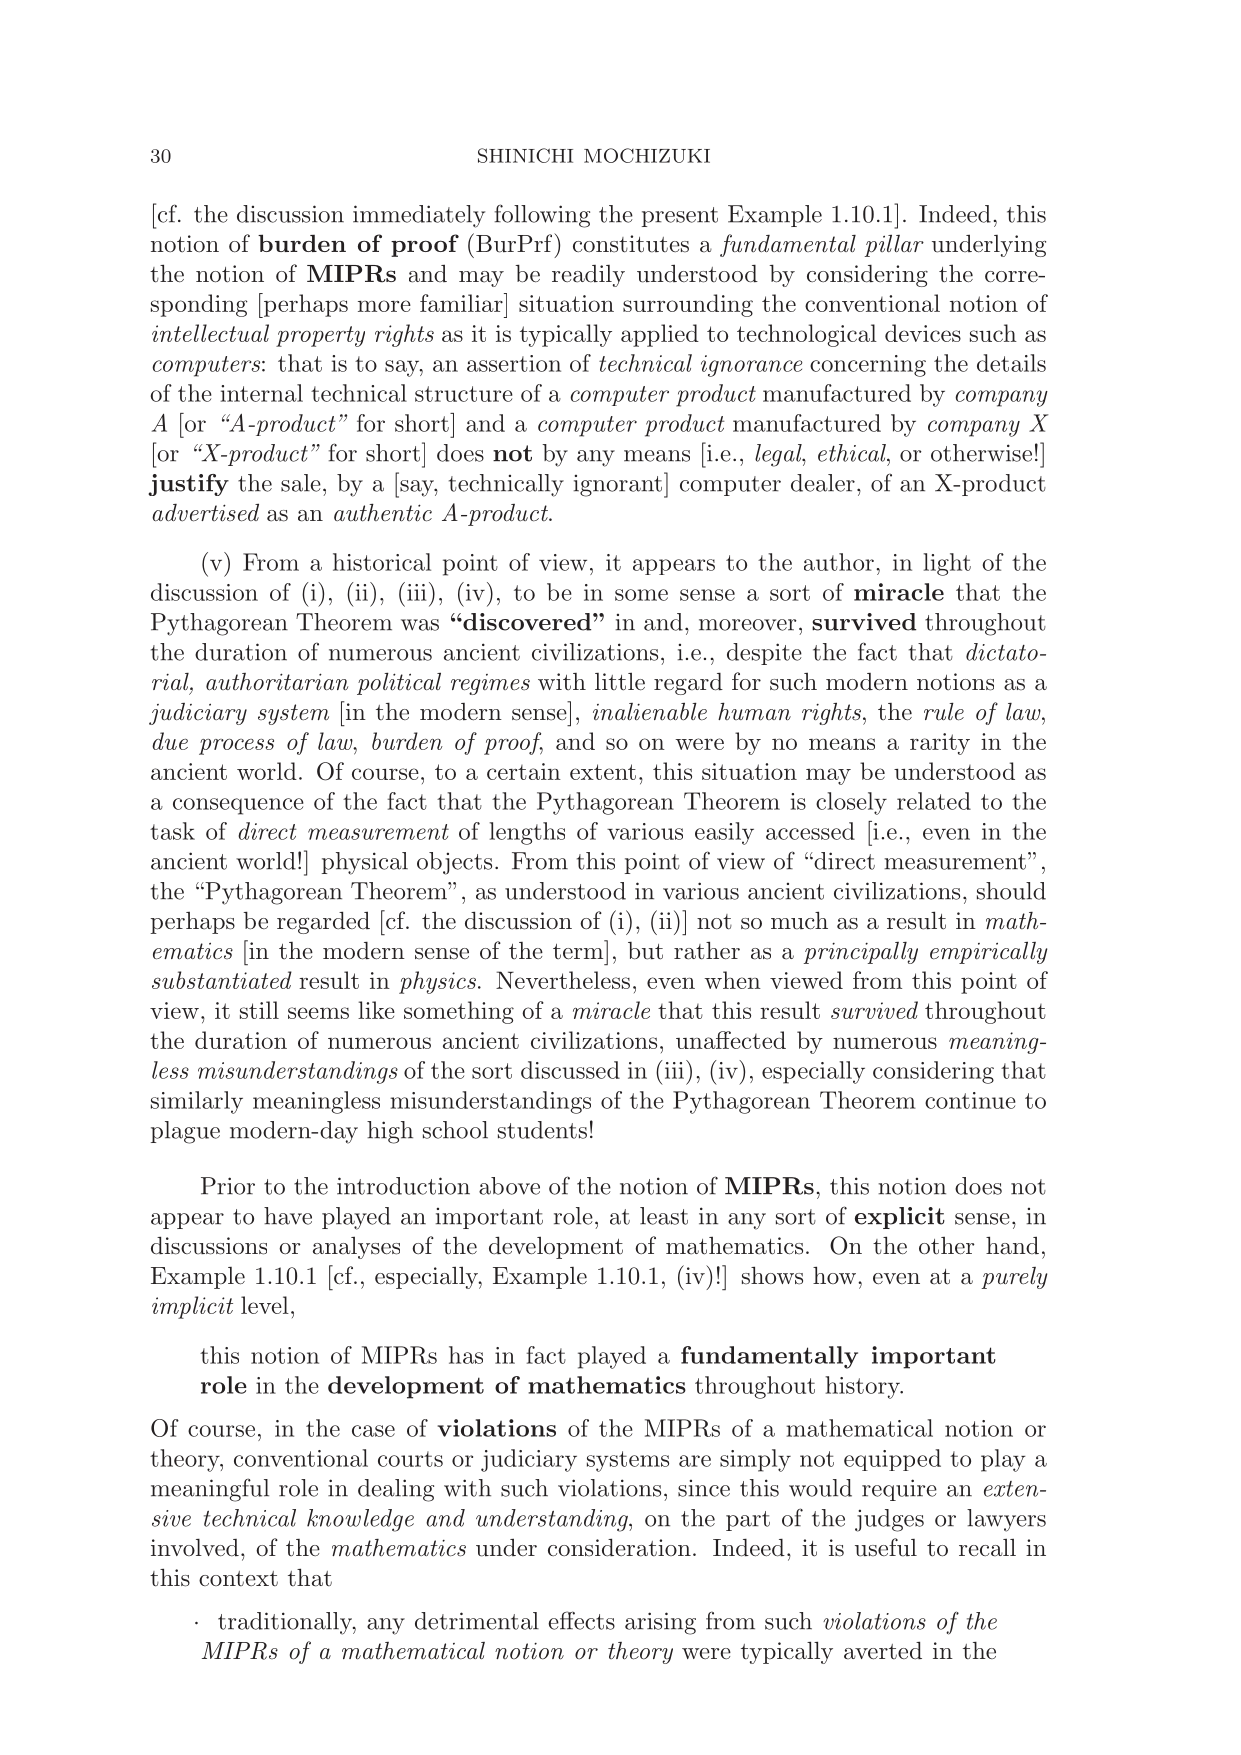 30 SHINICHI MOCHIZUKI
[cf. the discussion immediately following the present Example 1.10.1]. Indeed, this
notion of burden of proof (BurPrf) constitutes a fundamental pillar underlying
the notion of MIPRs and may be readily understood by considering the corre-
sponding [perhaps more familiar] situation surrounding the conventional notion of
intellectual property rights as it is typically applied to technological devices such as
computers: that is to say, an assertion of technical ignorance concerning the details
of the internal technical structure of a computer product manufactured by company
A [or “A-product” for short] and a computer product manufactured by company X
[or “X-product” for short] does not by any means [i.e., legal, ethical, or otherwise!]
justify the sale, by a [say, technically ignorant] computer dealer, of an X-product
advertised as an authentic A-product.
(v) From a historical point of view, it appears to the author, in light of the
discussion of (i), (ii), (iii), (iv), to be in some sense a sort of miracle that the
Pythagorean Theorem was “discovered” in and, moreover, survived throughout
the duration of numerous ancient civilizations, i.e., despite the fact that dictato-
rial, authoritarian political regimes with little regard for such modern notions as a
judiciary system [in the modern sense], inalienable human rights, the rule of law,
due process of law, burden of proof, and so on were by no means a rarity in the
ancient world. Of course, to a certain extent, this situation may be understood as
a consequence of the fact that the Pythagorean Theorem is closely related to the
task of direct measurement of lengths of various easily accessed [i.e., even in the
ancient world!] physical objects. From this point of view of “direct measurement”,
the “Pythagorean Theorem”, as understood in various ancient civilizations, should
perhaps be regarded [cf. the discussion of (i), (ii)] not so much as a result in math-
ematics [in the modern sense of the term], but rather as a principally empirically
substantiated result in physics. Nevertheless, even when viewed from this point of
view, it still seems like something of a miracle that this result survived throughout
the duration of numerous ancient civilizations, unaffected by numerous meaning-
less misunderstandings of the sort discussed in (iii), (iv), especially considering that
similarly meaningless misunderstandings of the Pythagorean Theorem continue to
plague modern-day high school students!
Prior to the introduction above of the notion of MIPRs, this notion does not
appear to have played an important role, at least in any sort of explicit sense, in
discussions or analyses of the development of mathematics. On the other hand,
Example 1.10.1 [cf., especially, Example 1.10.1, (iv)!] shows how, even at a purely
implicit level,
this notion of MIPRs has in fact played a fundamentally important
role in the development of mathematics throughout history.
Of course, in the case of violations of the MIPRs of a mathematical notion or
theory, conventional courts or judiciary systems are simply not equipped to play a
meaningful role in dealing with such violations, since this would require an exten-
sive technical knowledge and understanding, on the part of the judges or lawyers
involved, of the mathematics under consideration. Indeed, it is useful to recall in
this context that
· traditionally, any detrimental effects arising from such violations of the
MIPRs of a mathematical notion or theory were typically averted in the